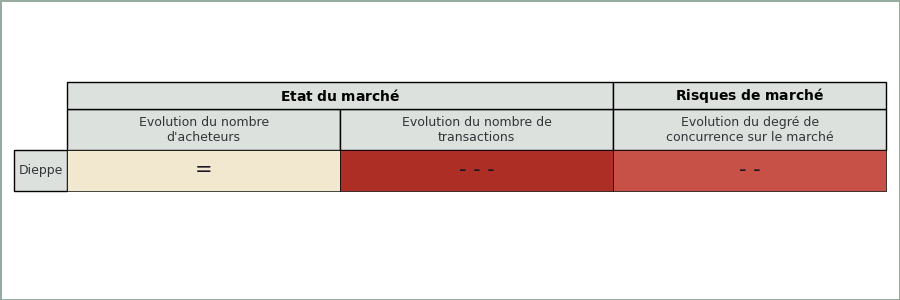 Etat du marché
Risques de marché
Evolution du nombre
d'acheteurs
Evolution du nombre de
transactions
Evolution du degré de
concurrence sur le marché
Dieppe
=
- - -
- -